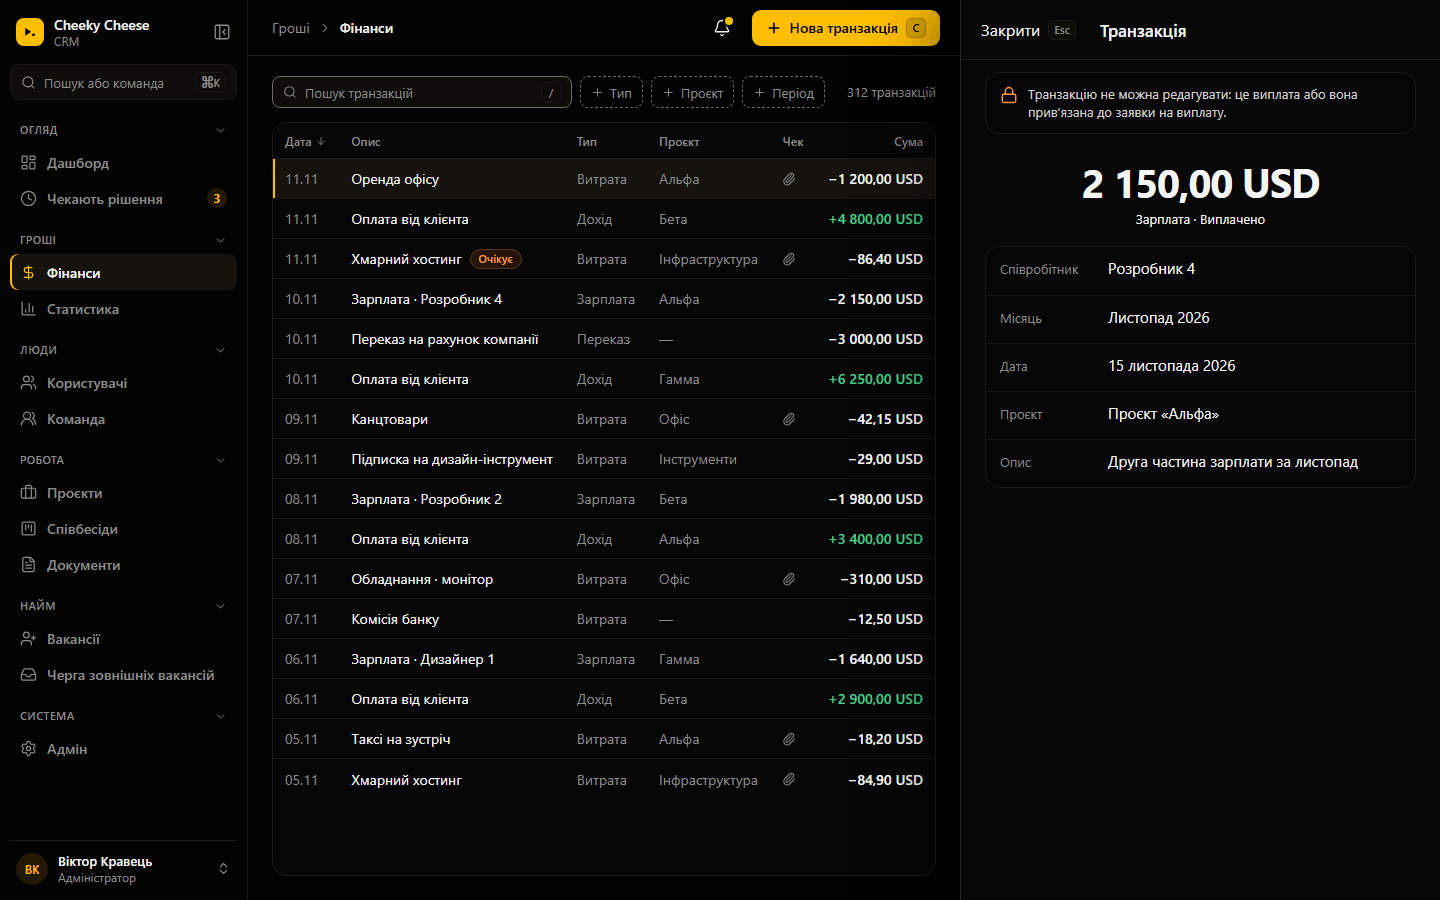 Cheeky Cheese
CRM
Пошук або команда ⌘K
ОГЛЯД
Дашборд
Чекають рішення 3
ГРОШІ
Фінанси
Статистика
ЛЮДИ
Користувачі
Команда
РОБОТА
Проєкти
Співбесіди
Документи
НАЙМ
Вакансії
Черга зовнішніх вакансій
СИСТЕМА
Адмін
ВК
Віктор Кравець
Адміністратор
Гроші > Фінанси
+ Нова транзакція C
Пошук транзакцій /
+ Тип
+ Проєкт
+ Період
312 транзакцій
Дата ↓ Опис Тип Проєкт Чек Сума
11.11 Оренда офісу Витрата Альфа −1 200,00 USD
11.11 Оплата від клієнта Дохід Бета +4 800,00 USD
11.11 Хмарний хостинг Очікує Витрата Інфраструктура −86,40 USD
10.11 Зарплата · Розробник 4 Зарплата Альфа −2 150,00 USD
10.11 Переказ на рахунок компанії Переказ — −3 000,00 USD
10.11 Оплата від клієнта Дохід Гамма +6 250,00 USD
09.11 Канцтовари Витрата Офіс −42,15 USD
09.11 Підписка на дизайн-інструмент Витрата Інструменти −29,00 USD
08.11 Зарплата · Розробник 2 Зарплата Бета −1 980,00 USD
08.11 Оплата від клієнта Дохід Альфа +3 400,00 USD
07.11 Обладнання · монітор Витрата Офіс −310,00 USD
07.11 Комісія банку Витрата — −12,50 USD
06.11 Зарплата · Дизайнер 1 Зарплата Гамма −1 640,00 USD
06.11 Оплата від клієнта Дохід Бета +2 900,00 USD
05.11 Таксі на зустріч Витрата Альфа −18,20 USD
05.11 Хмарний хостинг Витрата Інфраструктура −84,90 USD
Закрити Esc Транзакція
Транзакцію не можна редагувати: це виплата або вона
прив’язана до заявки на виплату.
2 150,00 USD
Зарплата · Виплачено
Співробітник Розробник 4
Місяць Листопад 2026
Дата 15 листопада 2026
Проєкт Проєкт «Альфа»
Опис Друга частина зарплати за листопад